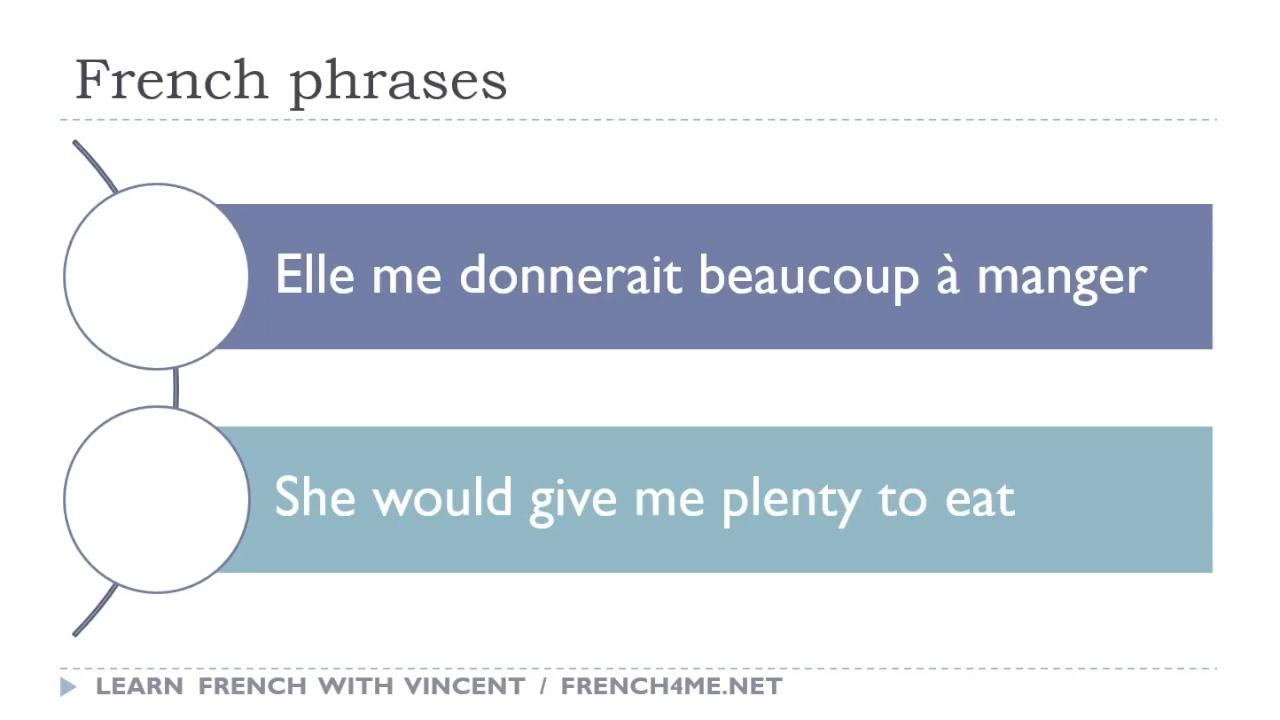 French phrases
Elle me donnerait beaucoup à manger
She would give me plenty to eat
LEARN FRENCH WITH VINCENT / FRENCH4ME.NET